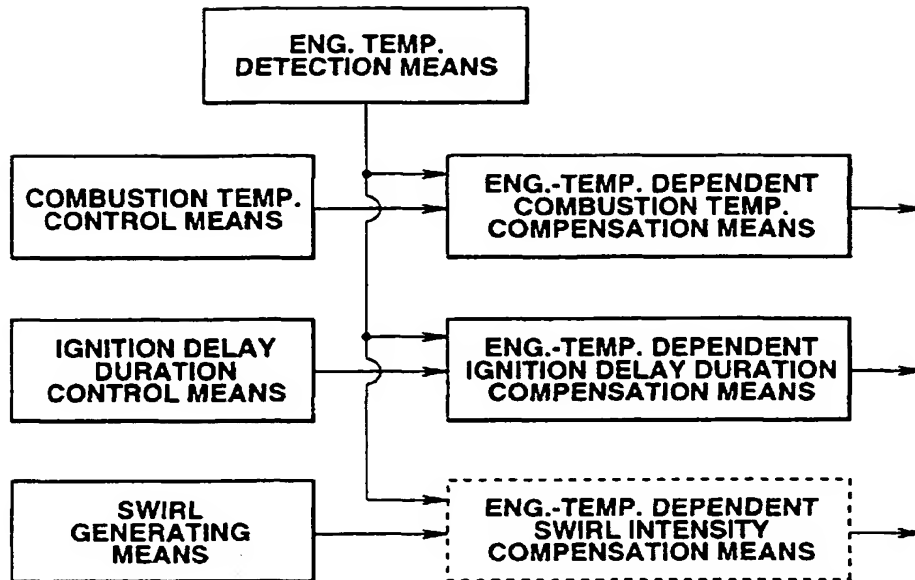 ENG. TEMP.
DETECTION MEANS
COMBUSTION TEMP.
CONTROL MEANS
ENG.-TEMP. DEPENDENT
COMBUSTION TEMP.
COMPENSATION MEANS
IGNITION DELAY
DURATION
CONTROL MEANS
ENG.-TEMP. DEPENDENT
IGNITION DELAY DURATION
COMPENSATION MEANS
SWIRL
GENERATING
MEANS
ENG.-TEMP. DEPENDENT
SWIRL INTENSITY
COMPENSATION MEANS